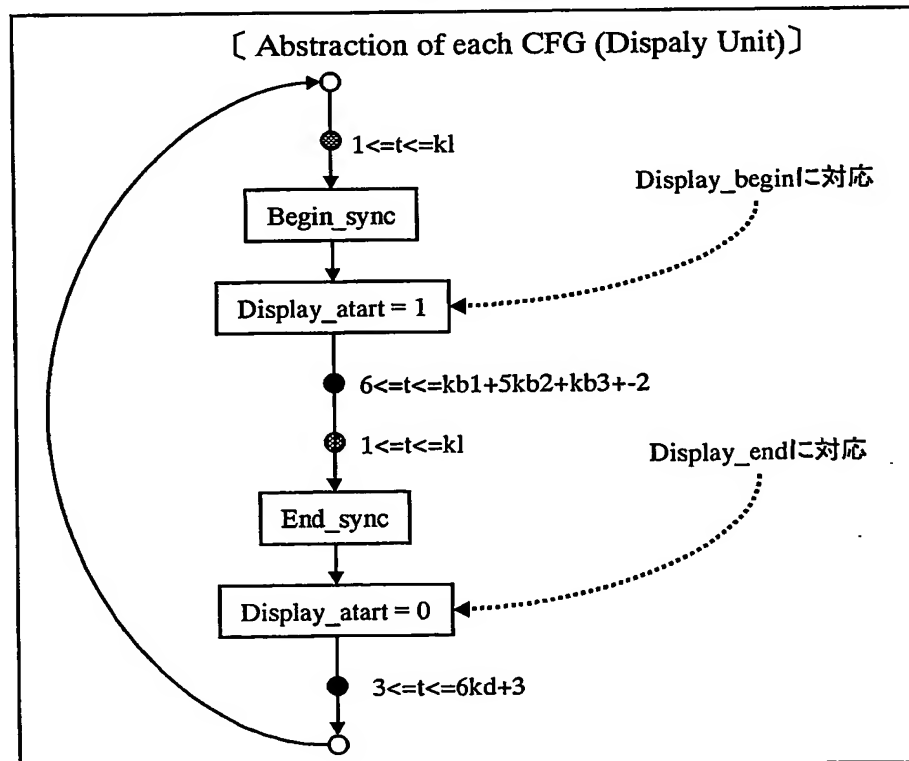 〔 Abstraction of each CFG (Dispaly Unit)〕
1<=t<=kl
Begin_sync
Display_beginに対応
Display_atart = 1
6<=t<=kb1+5kb2+kb3+-2
1<=t<=kl
Display_endに対応
End_sync
Display_atart = 0
3<=t<=6kd+3